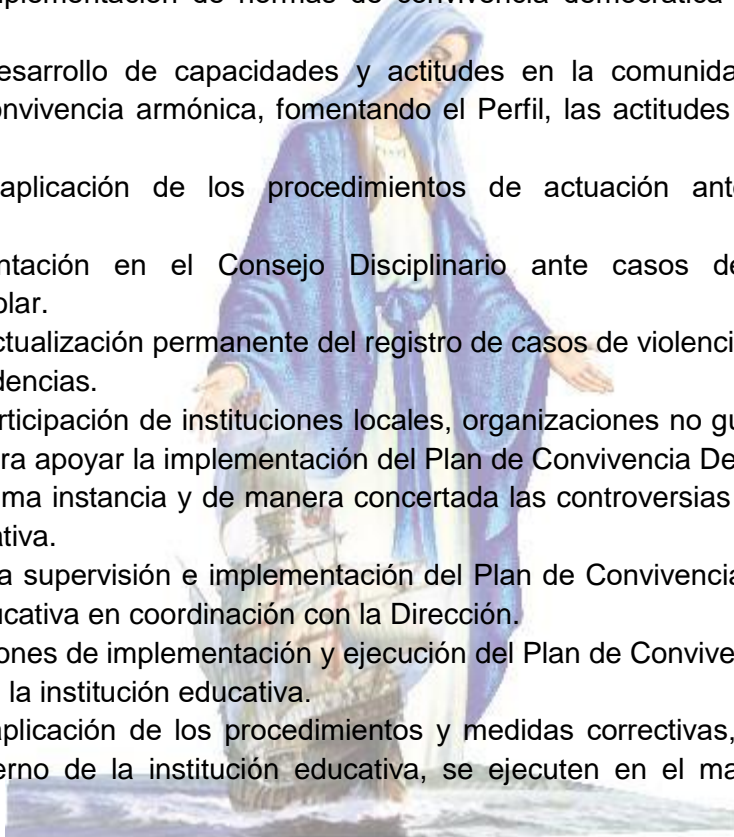 plementación de normas de convivencia democrática
esarrollo de capacidades y actitudes en la comunida
onvivencia armónica, fomentando el Perfil, las actitudes
aplicación de los procedimientos de actuación ant
ntación en el Consejo Disciplinario ante casos de
olar.
ctualización permanente del registro de casos de violenci
dencias.
rticipación de instituciones locales, organizaciones no gu
ra apoyar la implementación del Plan de Convivencia De
ma instancia y de manera concertada las controversias
ativa.
a supervisión e implementación del Plan de Convivencia
ucativa en coordinación con la Dirección.
ones de implementación y ejecución del Plan de Convive
la institución educativa.
aplicación de los procedimientos y medidas correctivas,
erno de la institución educativa, se ejecuten en el ma